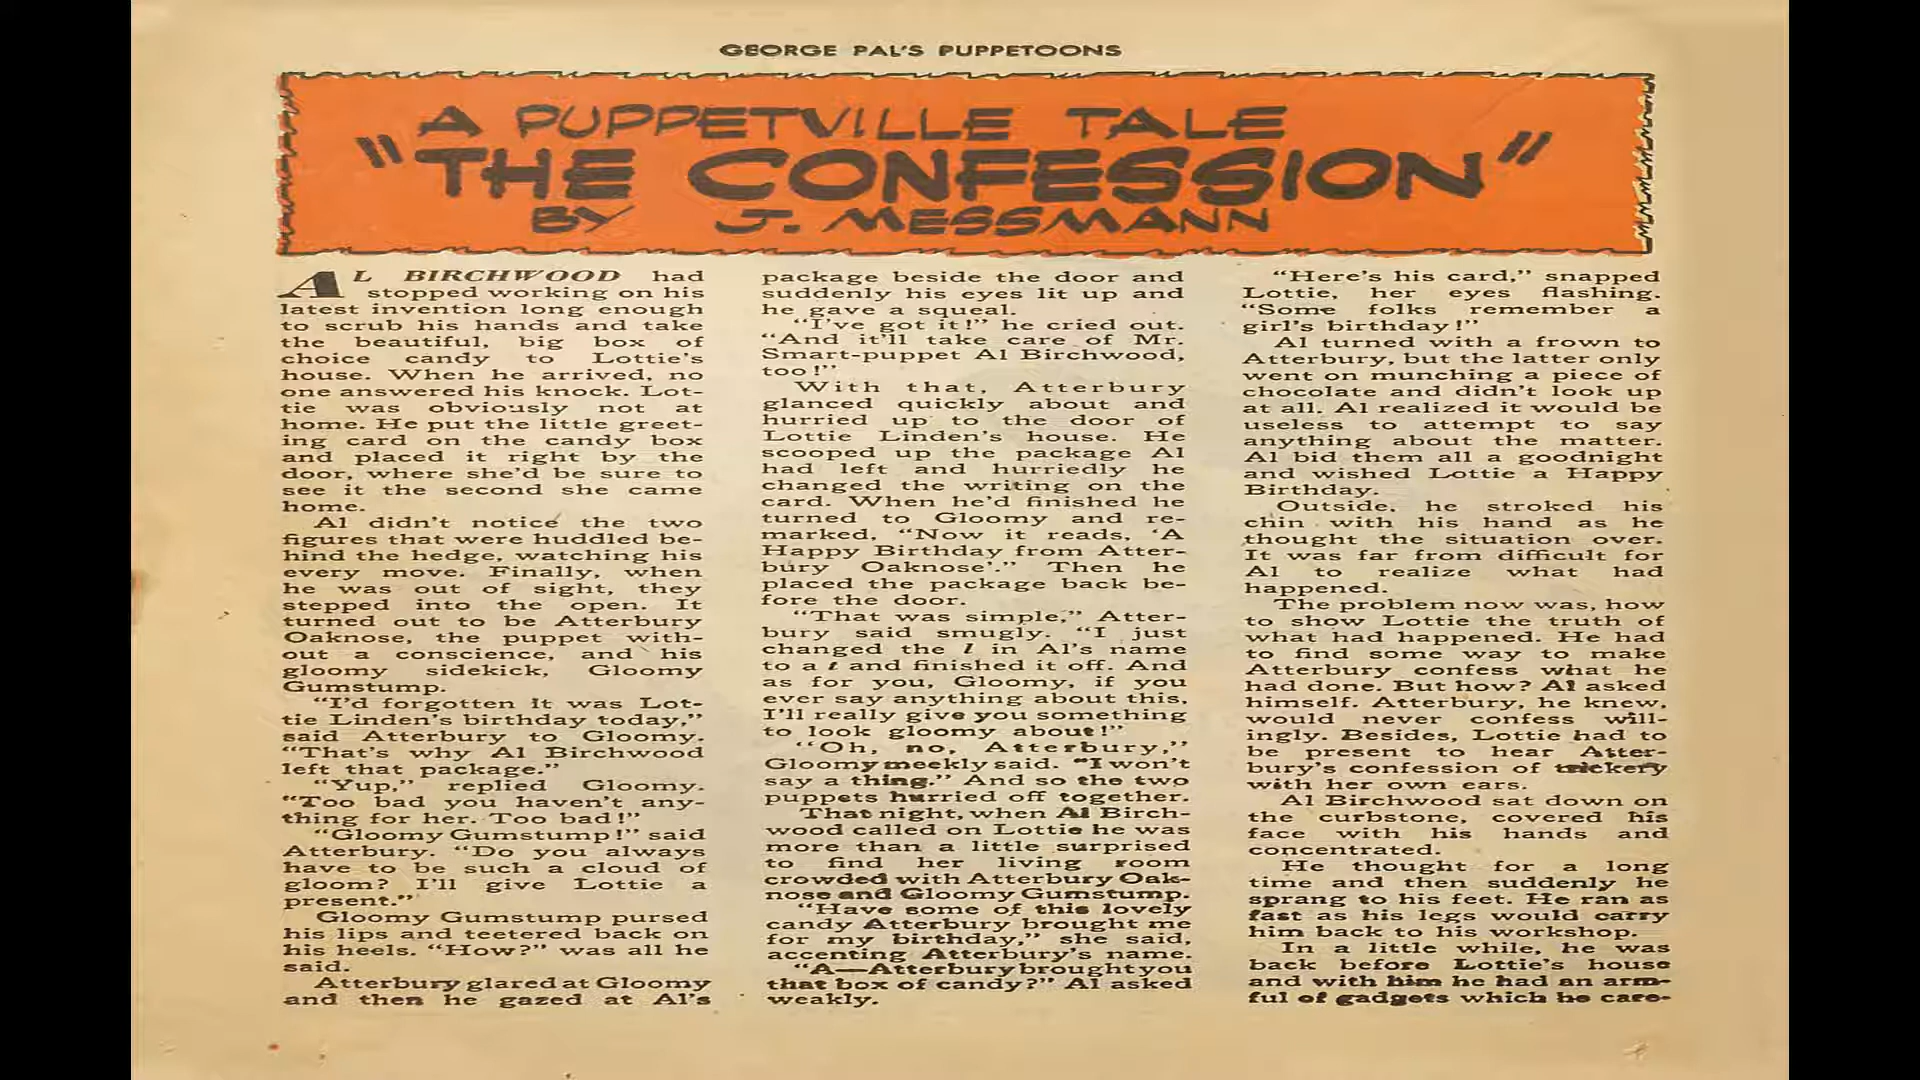 GEORGE PAL'S PUPPETOONS
A PUPPETVILLE TALE
"THE CONFESSION"
BY J. MESSMANN
AL BIRCHWOOD had
stopped working on his
latest invention long enough
to scrub his hands and take
the beautiful, big box of
choice candy to Lottie's
house. When he arrived, no
one answered his knock. Lot-
tie was obviously not at
home. He put the little greet-
ing card on the candy box
and placed it right by the
door, where she'd be sure to
see it the second she came
home.
Al didn't notice the two
figures that were huddled be-
hind the hedge, watching his
every move. Finally, when
he was out of sight, they
stepped into the open. It
turned out to be Atterbury
Oaknose, the puppet with-
out a conscience, and his
gloomy sidekick, Gloomy
Gumstump.
"I'd forgotten it was Lot-
tie Linden's birthday today,"
said Atterbury to Gloomy.
"That's why Al Birchwood
left that package."
"Yup," replied Gloomy.
"Too bad you haven't any-
thing for her. Too bad!"
"Gloomy Gumstump!" said
Atterbury. "Do you always
have to be such a cloud of
gloom? I'll give Lottie a
present."
Gloomy Gumstump pursed
his lips and teetered back on
his heels. "How?" was all he
said.
Atterbury glared at Gloomy
and then he gazed at Al's
package beside the door and
suddenly his eyes lit up and
he gave a squeal.
"I've got it!" he cried out.
"And it'll take care of Mr.
Smart-puppet Al Birchwood,
too!"
With that, Atterbury
glanced quickly about and
hurried up to the door of
Lottie Linden's house. He
scooped up the package Al
had left and hurriedly he
changed the writing on the
card. When he'd finished he
turned to Gloomy and re-
marked, "Now it reads, 'A
Happy Birthday from Atter-
bury Oaknose'." Then he
placed the package back be-
fore the door.
"That was simple," Atter-
bury said smugly. "I just
changed the l in Al's name
to a t and finished it off. And
as for you, Gloomy, if you
ever say anything about this,
I'll really give you something
to look gloomy about!"
"Oh, no, Atterbury,"
Gloomy meekly said. "I won't
say a thing." And so the two
puppets hurried off together.
That night, when Al Birch-
wood called on Lottie he was
more than a little surprised
to find her living room
crowded with Atterbury Oak-
nose and Gloomy Gumstump.
"Have some of this lovely
candy Atterbury brought me
for my birthday," she said,
accenting Atterbury's name.
"A—Atterbury brought you
that box of candy?" Al asked
weakly.
"Here's his card," snapped
Lottie, her eyes flashing.
"Some folks remember a
girl's birthday!"
Al turned with a frown to
Atterbury, but the latter only
went on munching a piece of
chocolate and didn't look up
at all. Al realized it would be
useless to attempt to say
anything about the matter.
Al bid them all a goodnight
and wished Lottie a Happy
Birthday.
Outside, he stroked his
chin with his hand as he
thought the situation over.
It was far from difficult for
Al to realize what had
happened.
The problem now was, how
to show Lottie the truth of
what had happened. He had
to find some way to make
Atterbury confess what he
had done. But how? Al asked
himself. Atterbury, he knew,
would never confess will-
ingly. Besides, Lottie had to
be present to hear Atter-
bury's confession of trickery
with her own ears.
Al Birchwood sat down on
the curbstone, covered his
face with his hands and
concentrated.
He thought for a long
time and then suddenly he
sprang to his feet. He ran as
fast as his legs would carry
him back to his workshop.
In a little while, he was
back before Lottie's house
and with him he had an arm-
ful of gadgets which he care-